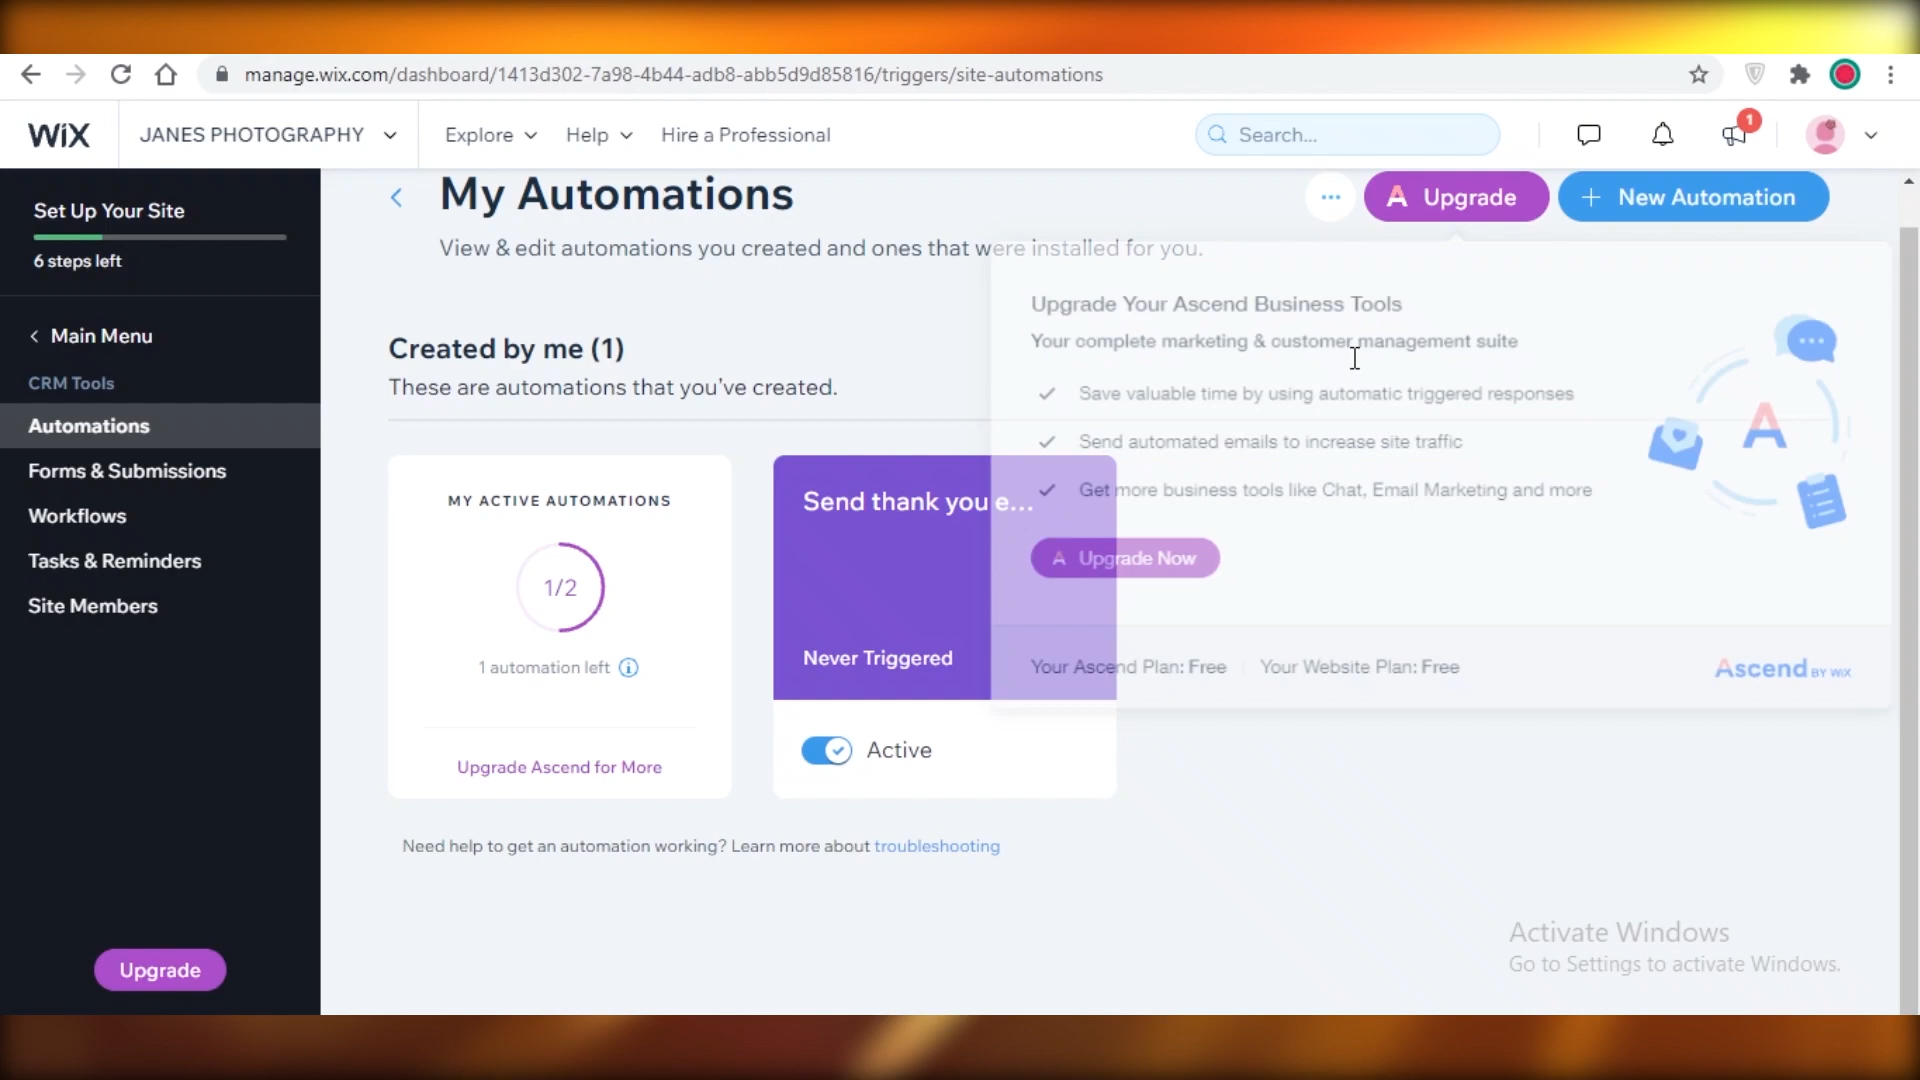 manage.wix.com/dashboard/1413d302-7a98-4b44-adb8-abb5d9d85816/triggers/site-automations
WiX
JANES PHOTOGRAPHY
Explore
Help
Hire a Professional
Search...
1
Set Up Your Site
6 steps left
Main Menu
CRM Tools
Automations
Forms & Submissions
Workflows
Tasks & Reminders
Site Members
Upgrade
My Automations
A Upgrade
+ New Automation
View & edit automations you created and ones that were installed for you.
Created by me (1)
These are automations that you've created.
MY ACTIVE AUTOMATIONS
1/2
1 automation left
Upgrade Ascend for More
Send thank you e...
Never Triggered
Active
Upgrade Your Ascend Business Tools
Your complete marketing & customer management suite
Save valuable time by using automatic triggered responses
Send automated emails to increase site traffic
Get more business tools like Chat, Email Marketing and more
A Upgrade Now
A
Your Ascend Plan: Free
Your Website Plan: Free
Ascend BY WiX
Need help to get an automation working? Learn more about troubleshooting
Activate Windows
Go to Settings to activate Windows.